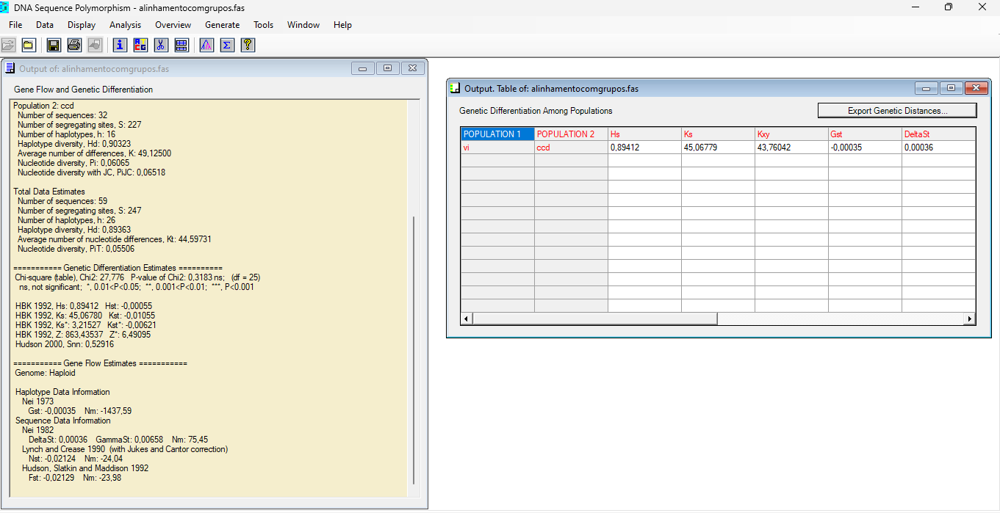 DNA Sequence Polymorphism - alinhamentocomgrupos.fas
File Data Display Analysis Overview Generate Tools Window Help
Output of: alinhamentocomgrupos.fas
Gene Flow and Genetic Differentiation
Population 2: ccd
Number of sequences: 32
Number of segregating sites, S: 227
Number of haplotypes, h: 16
Haplotype diversity, Hd: 0,90323
Average number of differences, K: 49,12500
Nucleotide diversity, Pi: 0,06065
Nucleotide diversity with JC, PiJC: 0,06518
Total Data Estimates
Number of sequences: 59
Number of segregating sites, S: 247
Number of haplotypes, h: 26
Haplotype diversity, Hd: 0,89363
Average number of nucleotide differences, Kt: 44,59731
Nucleotide diversity, PiT: 0,05506
=========== Genetic Differentiation Estimates ==========
Chi-square (table), Chi2: 27,776 P-value of Chi2: 0,3183 ns; (df = 25)
ns, not significant; *, 0.01<P<0.05; **, 0.001<P<0.01; ***, P<0.001
HBK 1992, Hs: 0,89412 Hst: -0,00055
HBK 1992, Ks: 45,06780 Kst: -0,01055
HBK 1992, Ks*: 3,21527 Kst*: -0,00621
HBK 1992, Z: 863,43537 Z*: 6,49095
Hudson 2000, Snn: 0,52916
=========== Gene Flow Estimates ===========
Genome: Haploid
Haplotype Data Information
Nei 1973
Gst: -0,00035 Nm: -1437,59
Sequence Data Information
Nei 1982
DeltaSt: 0,00036 GammaSt: 0,00658 Nm: 75,45
Lynch and Crease 1990 (with Jukes and Cantor correction)
Nst: -0,02124 Nm: -24,04
Hudson, Slatkin and Maddison 1992
Fst: -0,02129 Nm: -23,98
Output. Table of: alinhamentocomgrupos.fas
Genetic Differentiation Among Populations
Export Genetic Distances...
POPULATION 1 POPULATION 2 Hs Ks Kxy Gst DeltaSt
vi ccd 0,89412 45,06779 43,76042 -0,00035 0,00036